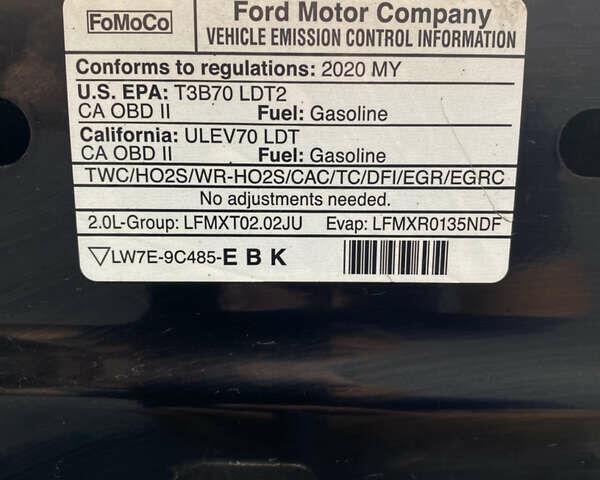 FoMoCo
Ford Motor Company
VEHICLE EMISSION CONTROL INFORMATION
Conforms to regulations: 2020 MY
U.S. EPA: T3B70 LDT2
CA OBD II Fuel: Gasoline
California: ULEV70 LDT
CA OBD II Fuel: Gasoline
TWC/HO2S/WR-HO2S/CAC/TC/DFI/EGR/EGRC
No adjustments needed.
2.0L-Group: LFMXT02.02JU Evap: LFMXR0135NDF
LW7E-9C485-E B K